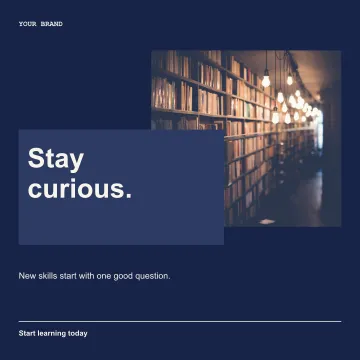 YOUR BRAND
Stay
curious.
New skills start with one good question.
Start learning today